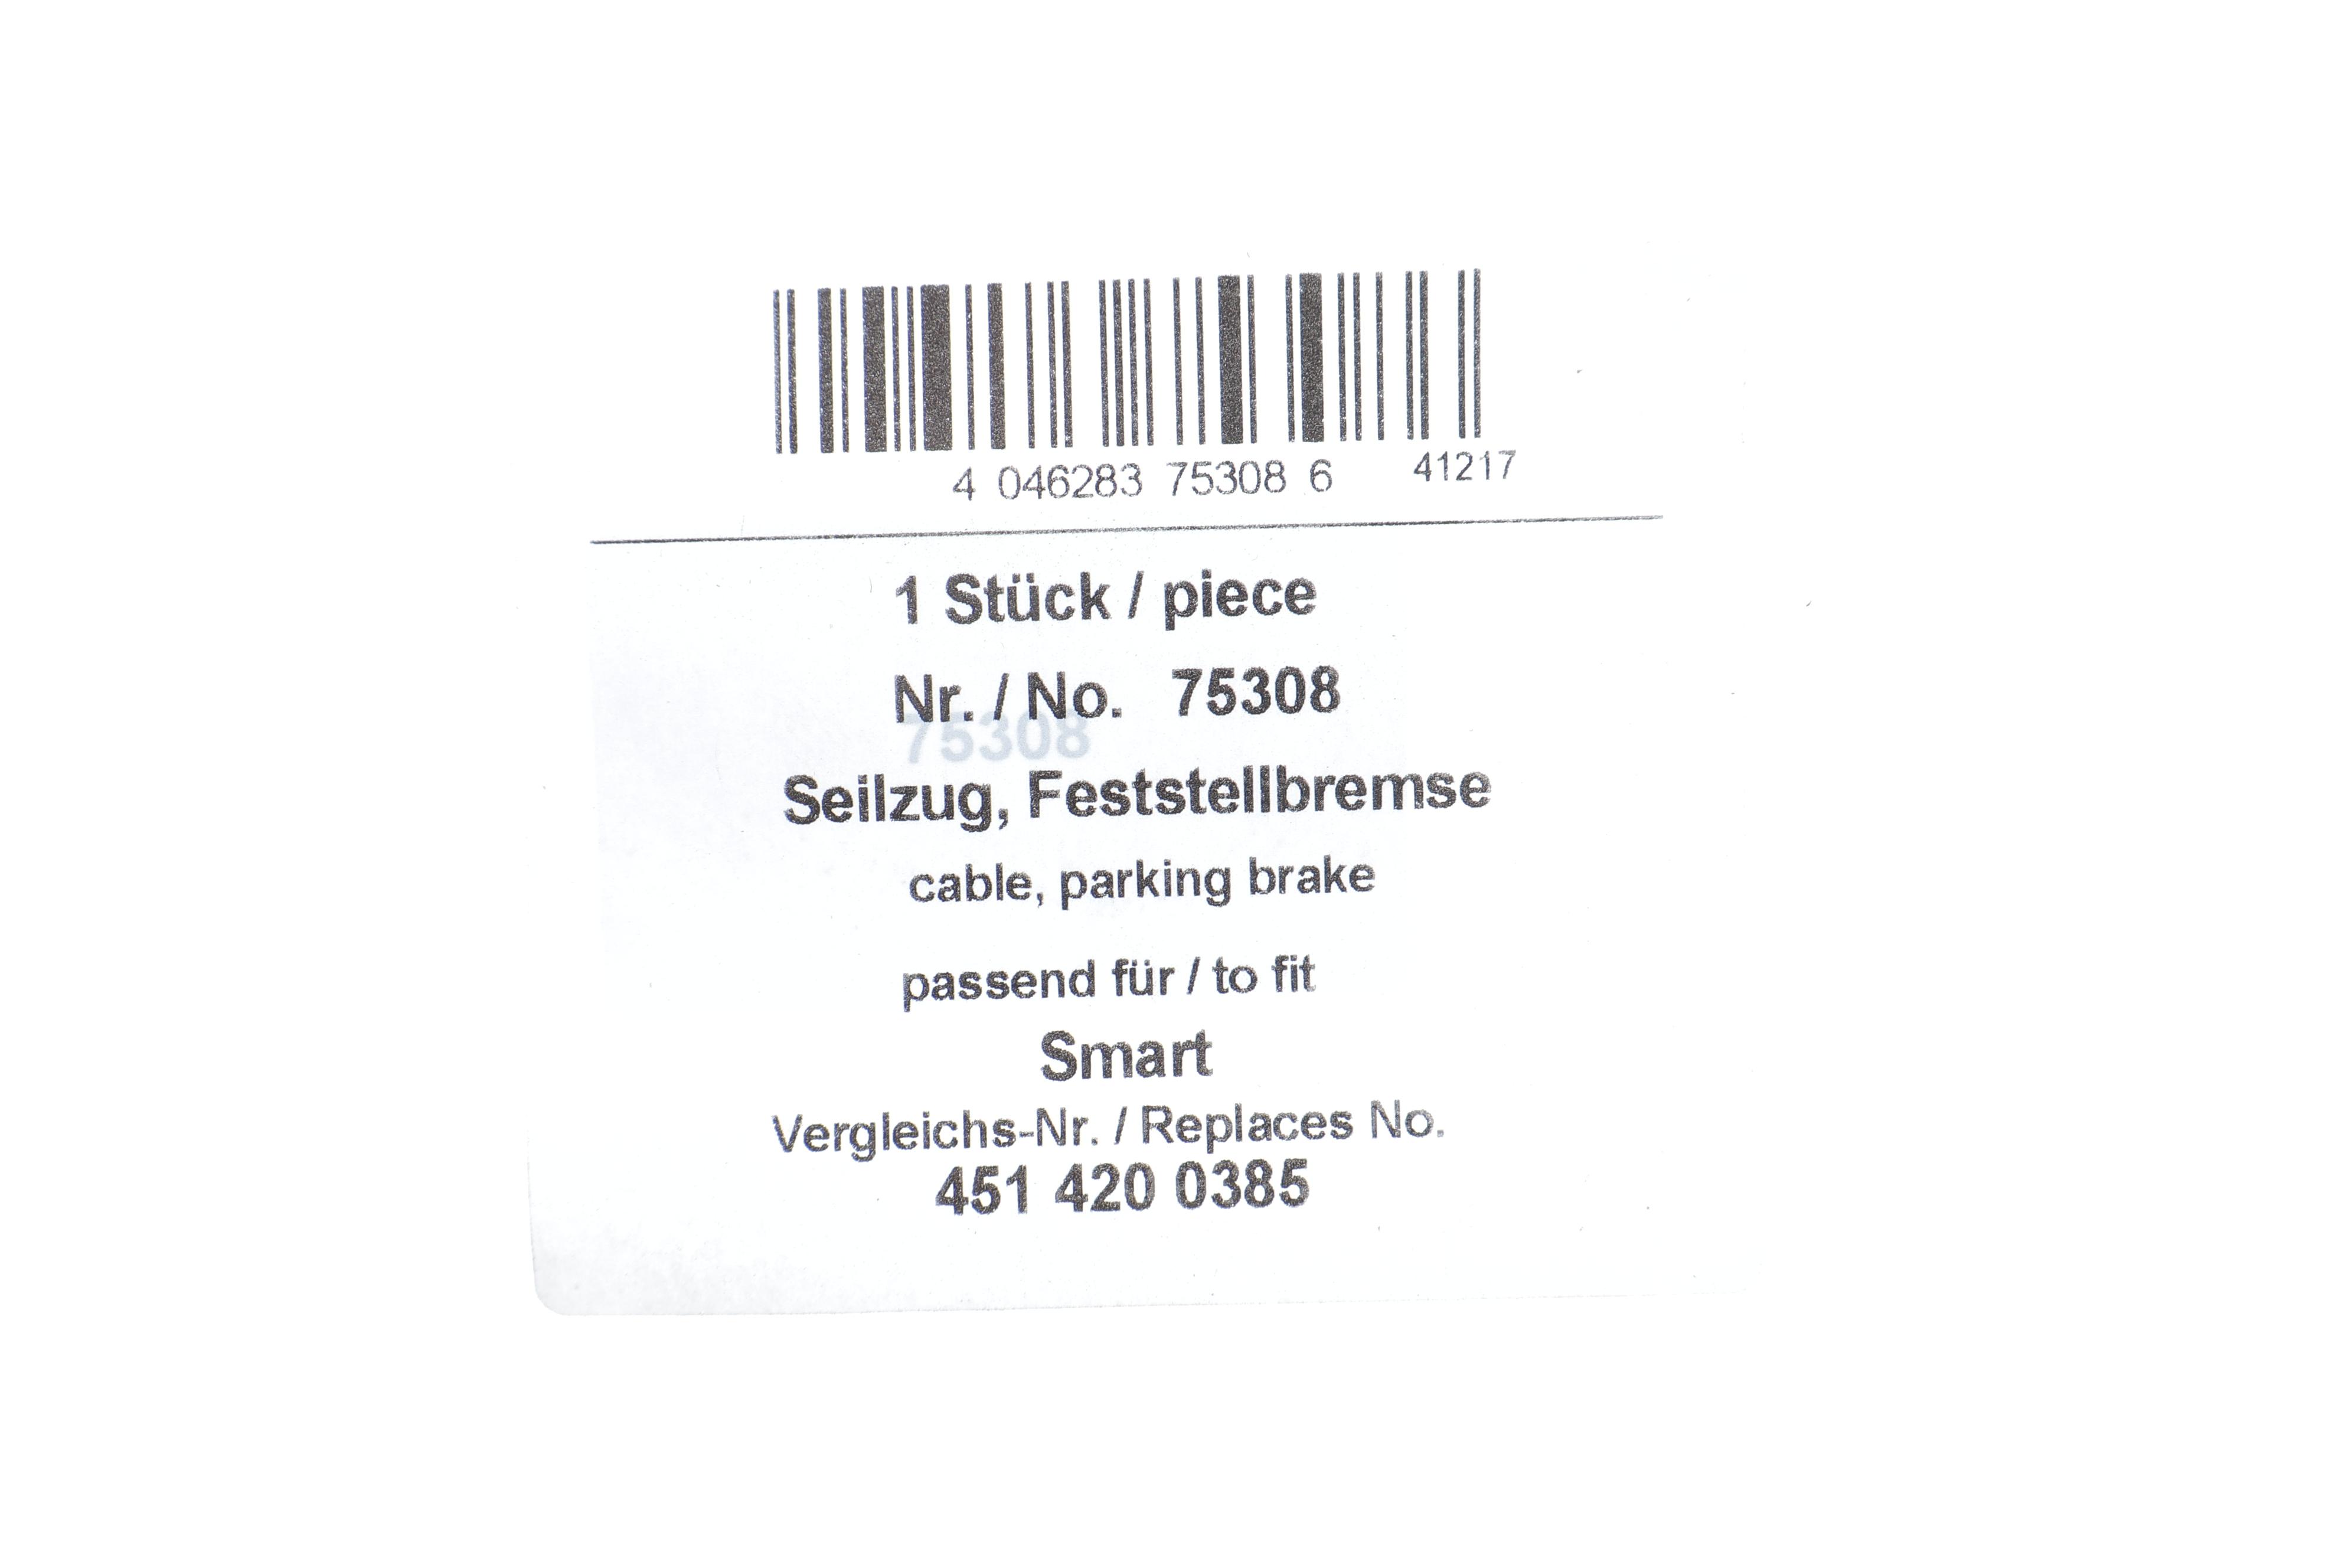 4 046283 75308 6 41217
1 Stück / piece
Nr. / No. 75308
75308
Seilzug, Feststellbremse
cable, parking brake
passend für / to fit
Smart
Vergleichs-Nr. / Replaces No.
451 420 0385